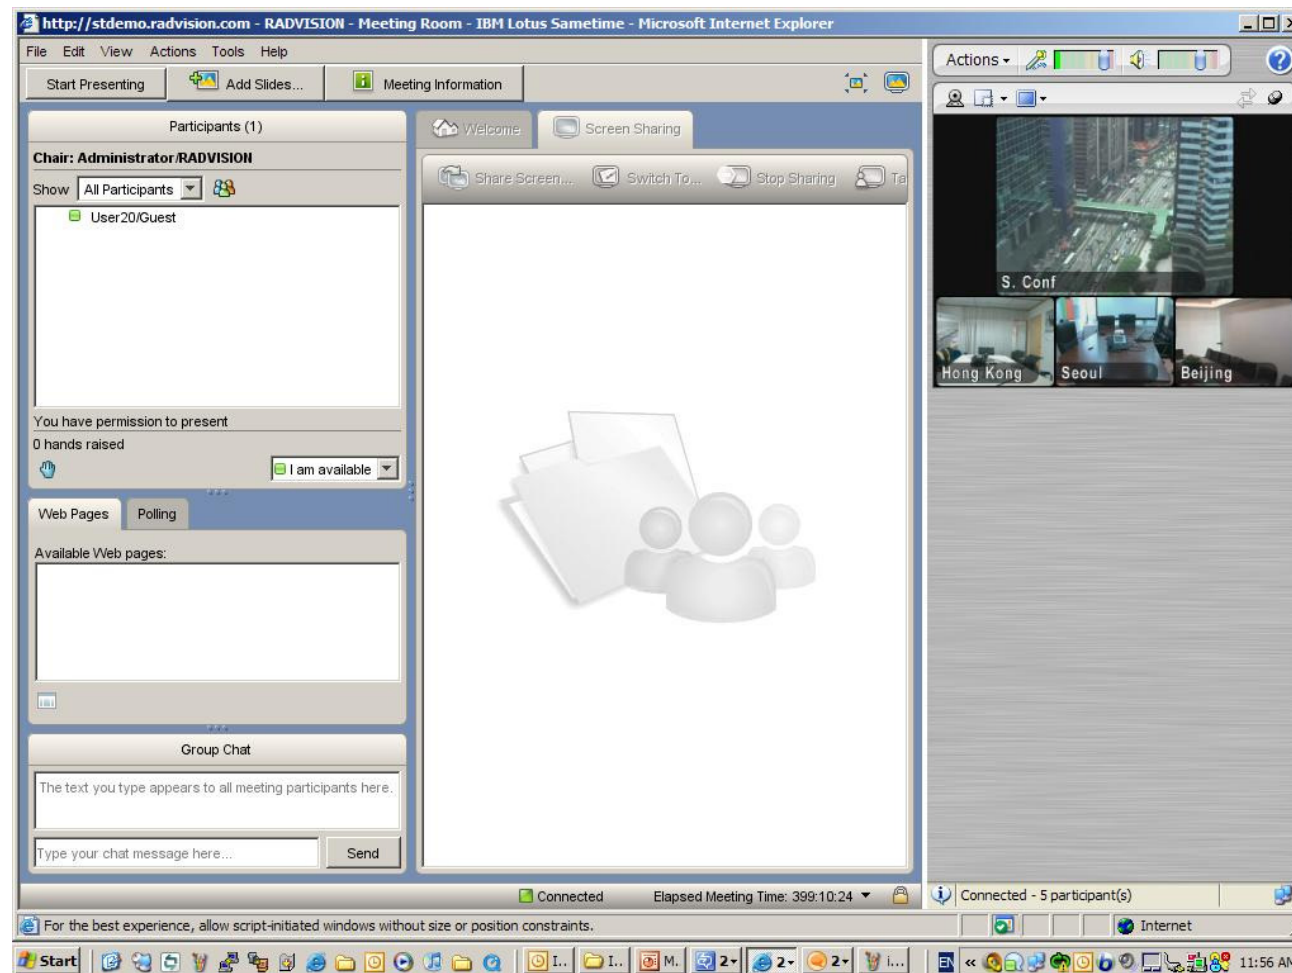 http://stdemo.radvision.com - RADVISION - Meeting Room - IBM Lotus Sametime - Microsoft Internet Explorer
File Edit View Actions Tools Help
Start Presenting Add Slides... Meeting Information
Participants (1)
Chair: Administrator/RADVISION
Show All Participants
User20/Guest
You have permission to present
0 hands raised
I am available
Web Pages Polling
Available Web pages:
Group Chat
The text you type appears to all meeting participants here.
Type your chat message here... Send
Welcome Screen Sharing
Share Screen... Switch To... Stop Sharing Ta
Connected Elapsed Meeting Time: 399:10:24
Actions
S. Conf
Hong Kong Seoul Beijing
Connected - 5 participant(s)
For the best experience, allow script-initiated windows without size or position constraints.
Internet
Start I... I... M. 2 2 2 i... EN « 11:56 AM